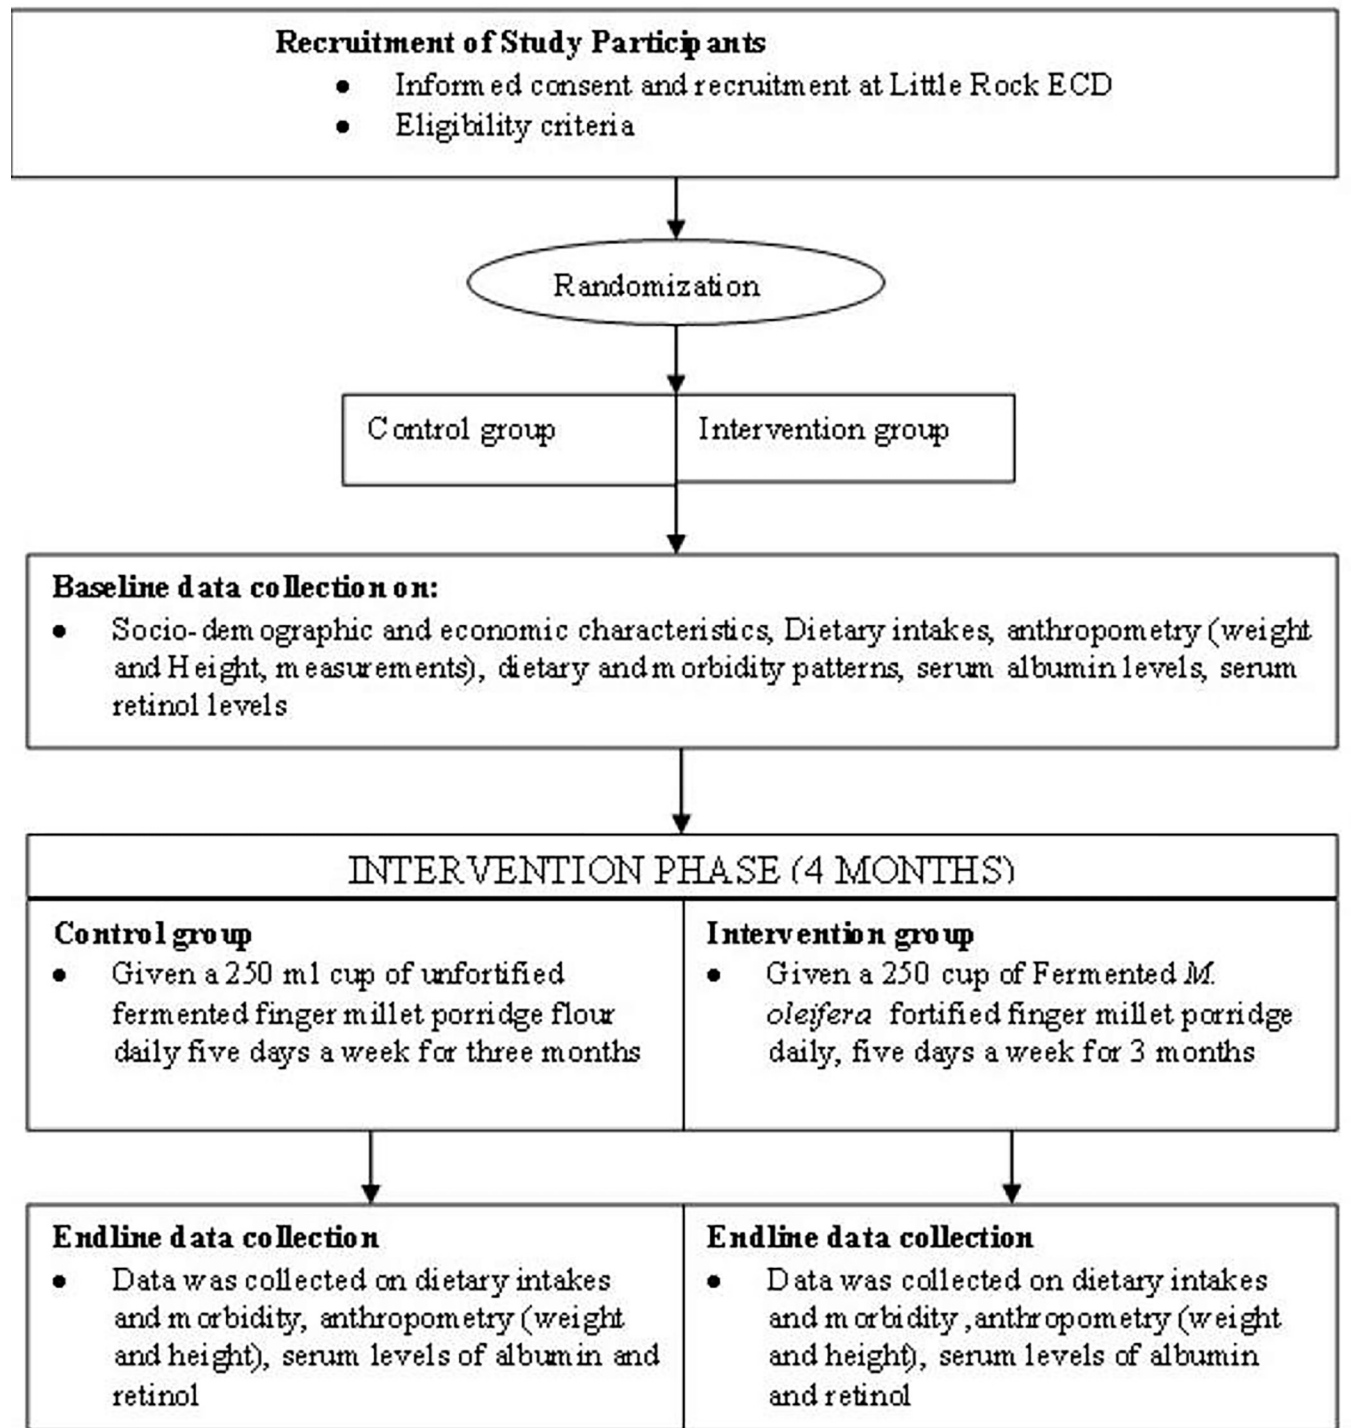 Recruitment of Study Participants
● Informed consent and recruitment at Little Rock ECD
● Eligibility criteria
Randomization
Control group
Intervention group
Baseline data collection on:
● Socio-demographic and economic characteristics, Dietary intakes, anthropometry (weight
and Height, measurements), dietary and morbidity patterns, serum albumin levels, serum
retinol levels
INTERVENTION PHASE (4 MONTHS)
Control group
● Given a 250 ml cup of unfortified
fermented finger millet porridge flour
daily five days a week for three months
Intervention group
● Given a 250 cup of Fermented M.
oleifera fortified finger millet porridge
daily, five days a week for 3 months
Endline data collection
● Data was collected on dietary intakes
and morbidity, anthropometry (weight
and height), serum levels of albumin and
retinol
Endline data collection
● Data was collected on dietary intakes
and morbidity ,anthropometry (weight
and height), serum levels of albumin
and retinol